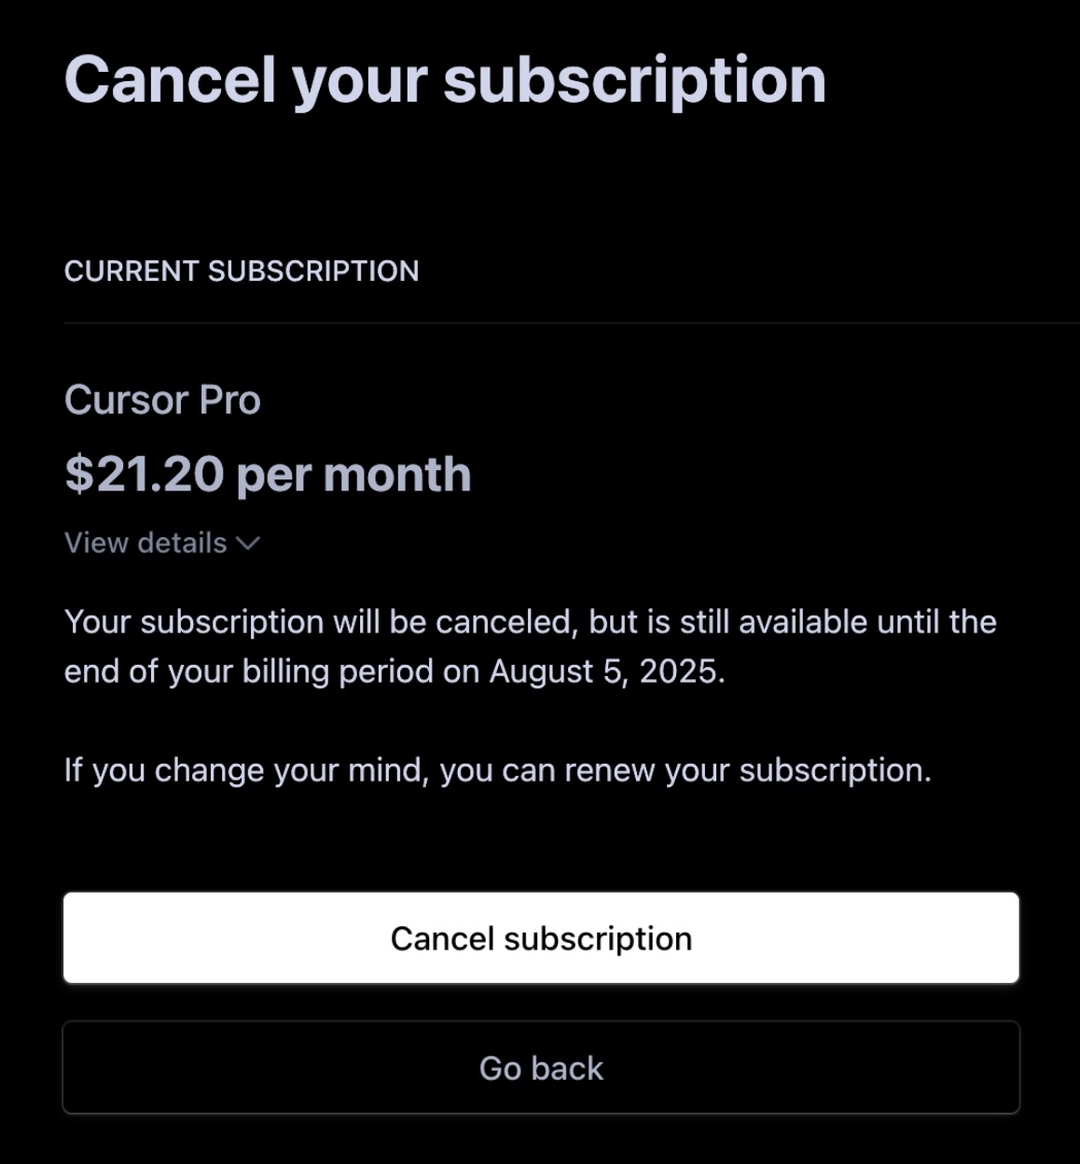 Cancel your subscription
CURRENT SUBSCRIPTION
Cursor Pro
$21.20 per month
View details
Your subscription will be canceled, but is still available until the
end of your billing period on August 5, 2025.
If you change your mind, you can renew your subscription.
Cancel subscription
Go back